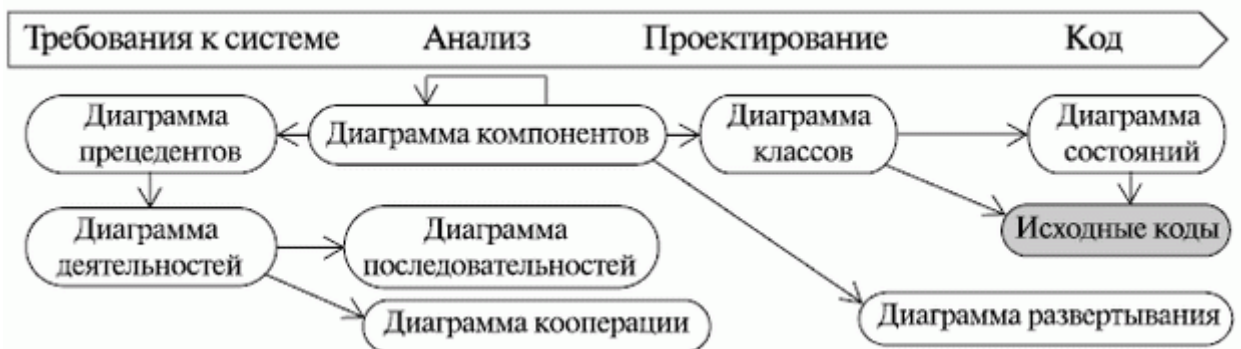 Требования к системе Анализ Проектирование Код
Диаграмма
прецедентов
Диаграмма компонентов
Диаграмма
классов
Диаграмма
состояний
Диаграмма
деятельностей
Диаграмма
последовательностей
Исходные коды
Диаграмма кооперации
Диаграмма развертывания